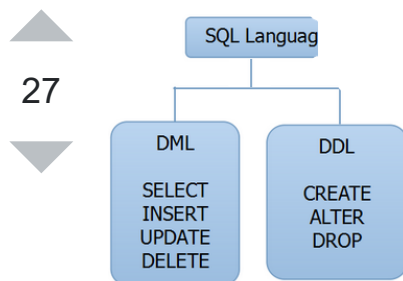 27
SQL Languag
DML
SELECT
INSERT
UPDATE
DELETE
DDL
CREATE
ALTER
DROP